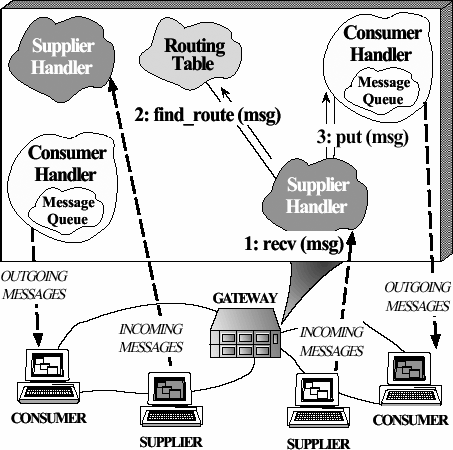 Supplier
Handler
Routing
Table
Consumer
Handler
Message
Queue
2: find_route (msg)
3: put (msg)
Consumer
Handler
Message
Queue
Supplier
Handler
1: recv (msg)
OUTGOING
MESSAGES
INCOMING
MESSAGES
GATEWAY
INCOMING
MESSAGES
OUTGOING
MESSAGES
CONSUMER
SUPPLIER
SUPPLIER
CONSUMER